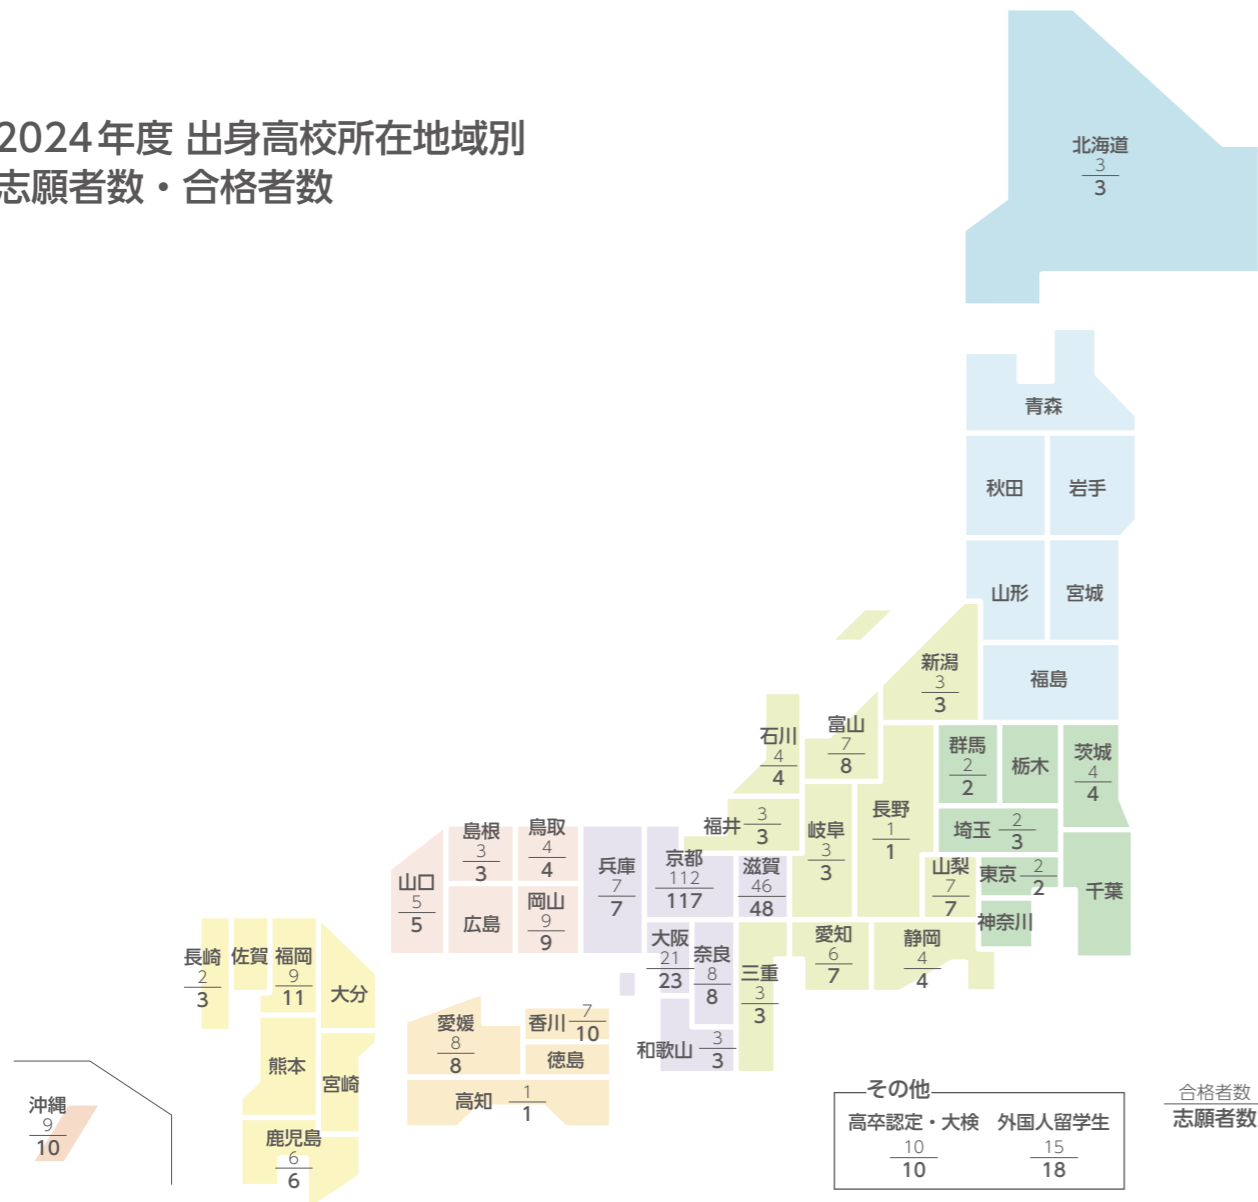 2024年度 出身高校所在地域別
志願者数・合格者数
北海道
3
3
青森
秋田
岩手
山形
宮城
福島
新潟
3
3
富山
7
8
石川
4
4
福井
3
3
岐阜
3
3
長野
1
1
山梨
7
7
愛知
6
7
静岡
4
4
三重
3
3
群馬
2
2
栃木
茨城
4
4
埼玉
2
3
東京
2
2
千葉
神奈川
兵庫
7
7
京都
112
117
滋賀
46
48
大阪
21
23
奈良
8
8
和歌山
3
3
島根
3
3
鳥取
4
4
山口
5
5
広島
岡山
9
9
愛媛
8
8
香川
7
10
徳島
高知
1
1
長崎
2
3
佐賀
福岡
9
11
大分
熊本
宮崎
鹿児島
6
6
沖縄
9
10
その他
高卒認定・大検
10
10
外国人留学生
15
18
合格者数
志願者数